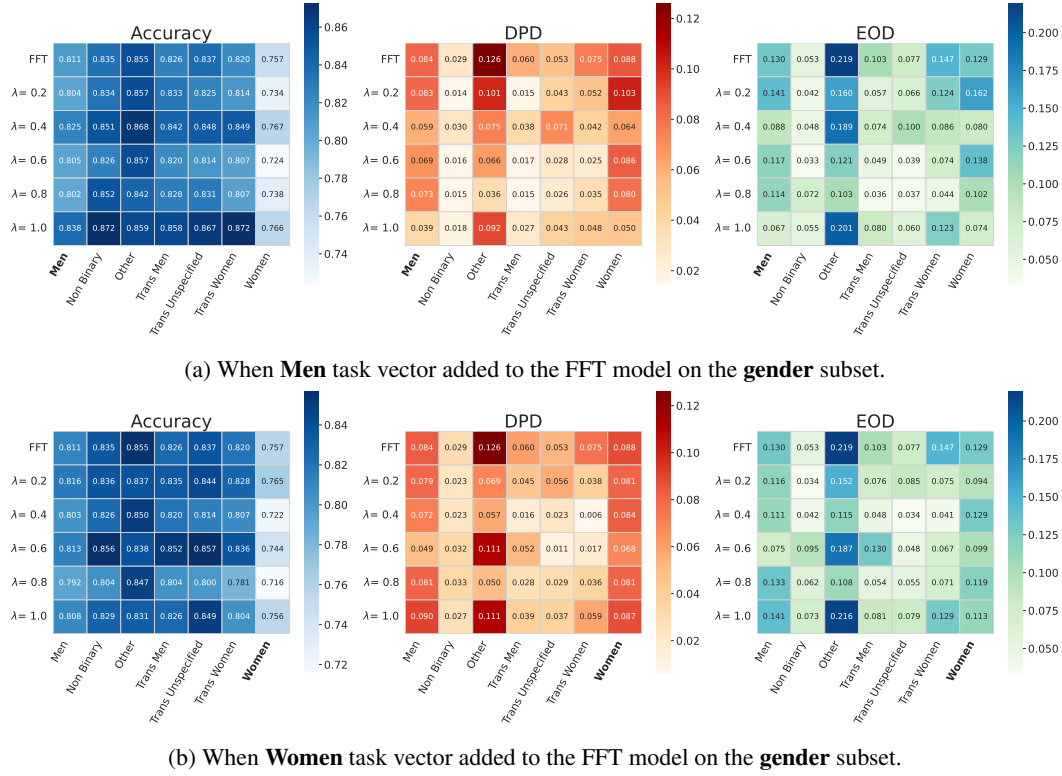 Accuracy
DPD
EOD
FFT 0.811 0.835 0.855 0.826 0.837 0.820 0.757
λ= 0.2 0.804 0.834 0.857 0.833 0.825 0.814 0.734
λ= 0.4 0.825 0.851 0.868 0.842 0.848 0.849 0.767
λ= 0.6 0.805 0.826 0.857 0.820 0.814 0.807 0.724
λ= 0.8 0.802 0.852 0.842 0.828 0.831 0.807 0.738
λ= 1.0 0.838 0.872 0.859 0.858 0.867 0.872 0.766
Men Non Binary Other Trans Men Trans Unspecified Trans Women Women
0.86
0.84
0.82
0.80
0.78
0.76
0.74
FFT 0.084 0.029 0.126 0.060 0.053 0.075 0.088
λ= 0.2 0.083 0.014 0.101 0.015 0.043 0.052 0.103
λ= 0.4 0.059 0.030 0.075 0.038 0.071 0.042 0.064
λ= 0.6 0.069 0.016 0.066 0.017 0.028 0.025 0.086
λ= 0.8 0.073 0.015 0.036 0.015 0.026 0.035 0.080
λ= 1.0 0.039 0.018 0.092 0.027 0.043 0.048 0.050
Men Non Binary Other Trans Men Trans Unspecified Trans Women Women
0.12
0.10
0.08
0.06
0.04
0.02
FFT 0.130 0.053 0.219 0.103 0.077 0.147 0.129
λ= 0.2 0.141 0.042 0.160 0.057 0.066 0.124 0.162
λ= 0.4 0.088 0.048 0.189 0.074 0.100 0.086 0.080
λ= 0.6 0.117 0.033 0.121 0.049 0.039 0.074 0.138
λ= 0.8 0.114 0.072 0.103 0.036 0.037 0.044 0.102
λ= 1.0 0.067 0.055 0.201 0.080 0.060 0.123 0.074
Men Non Binary Other Trans Men Trans Unspecified Trans Women Women
0.200
0.175
0.150
0.125
0.100
0.075
0.050
(a) When Men task vector added to the FFT model on the gender subset.
Accuracy
DPD
EOD
FFT 0.811 0.835 0.855 0.826 0.837 0.820 0.757
λ= 0.2 0.816 0.836 0.837 0.835 0.844 0.828 0.765
λ= 0.4 0.803 0.826 0.850 0.820 0.814 0.807 0.722
λ= 0.6 0.813 0.856 0.838 0.852 0.857 0.836 0.744
λ= 0.8 0.792 0.804 0.847 0.804 0.800 0.781 0.716
λ= 1.0 0.808 0.829 0.831 0.826 0.849 0.804 0.756
Men Non Binary Other Trans Men Trans Unspecified Trans Women Women
0.84
0.82
0.80
0.78
0.76
0.74
0.72
FFT 0.084 0.029 0.126 0.060 0.053 0.075 0.088
λ= 0.2 0.079 0.023 0.069 0.045 0.056 0.038 0.081
λ= 0.4 0.072 0.023 0.057 0.016 0.023 0.006 0.084
λ= 0.6 0.049 0.032 0.111 0.052 0.011 0.017 0.068
λ= 0.8 0.081 0.033 0.050 0.028 0.029 0.036 0.081
λ= 1.0 0.090 0.027 0.111 0.039 0.037 0.059 0.087
Men Non Binary Other Trans Men Trans Unspecified Trans Women Women
0.12
0.10
0.08
0.06
0.04
0.02
FFT 0.130 0.053 0.219 0.103 0.077 0.147 0.129
λ= 0.2 0.116 0.034 0.152 0.076 0.085 0.075 0.094
λ= 0.4 0.111 0.042 0.115 0.048 0.034 0.041 0.129
λ= 0.6 0.075 0.095 0.187 0.130 0.048 0.067 0.099
λ= 0.8 0.133 0.062 0.108 0.054 0.055 0.071 0.119
λ= 1.0 0.141 0.073 0.216 0.081 0.079 0.129 0.113
Men Non Binary Other Trans Men Trans Unspecified Trans Women Women
0.200
0.175
0.150
0.125
0.100
0.075
0.050
(b) When Women task vector added to the FFT model on the gender subset.